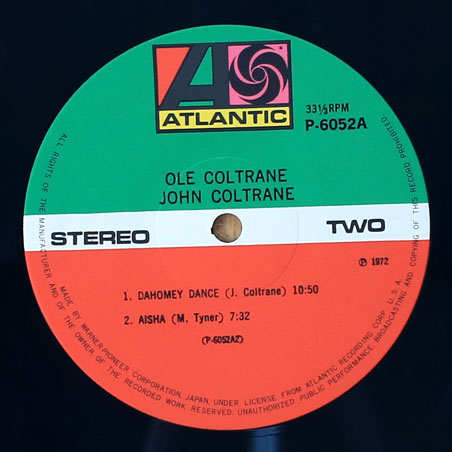 ATLANTIC
33⅓RPM
P-6052A
OLE COLTRANE
JOHN COLTRANE
STEREO
TWO
℗ 1972
1. DAHOMEY DANCE (J. Coltrane) 10:50
2. AISHA (M. Tyner) 7:32
(P-6052AZ)
MADE BY WARNER-PIONEER CORPORATION, JAPAN, UNDER LICENSE FROM ATLANTIC RECORDING CORP. U. S. A.
ALL RIGHTS OF THE MANUFACTURER AND OF THE OWNER OF THE RECORDED WORK RESERVED. UNAUTHORIZED PUBLIC PERFORMANCE, BROADCASTING AND COPYING OF THIS RECORD PROHIBITED.